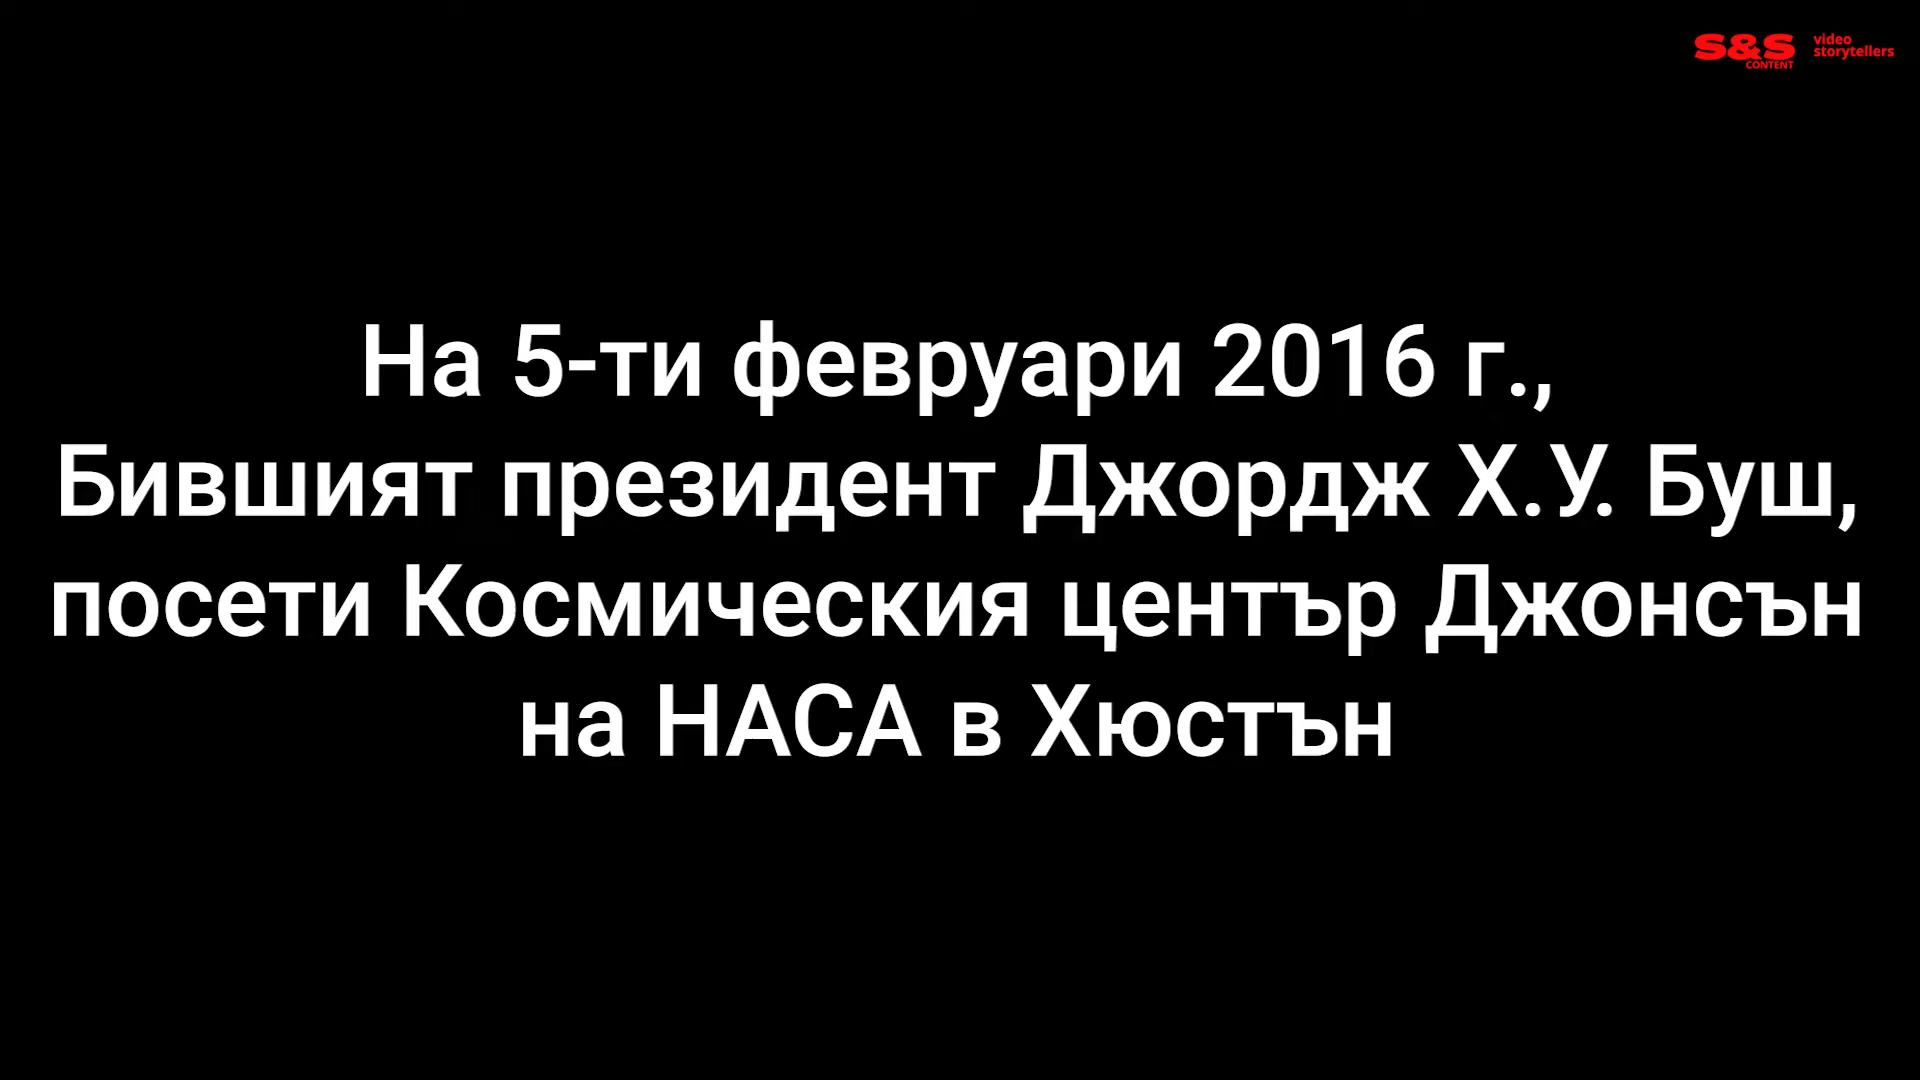 S&S
CONTENT
video
storytellers
На 5-ти февруари 2016 г.,
Бившият президент Джордж Х.У. Буш,
посети Космическия център Джонсън
на НАСА в Хюстън